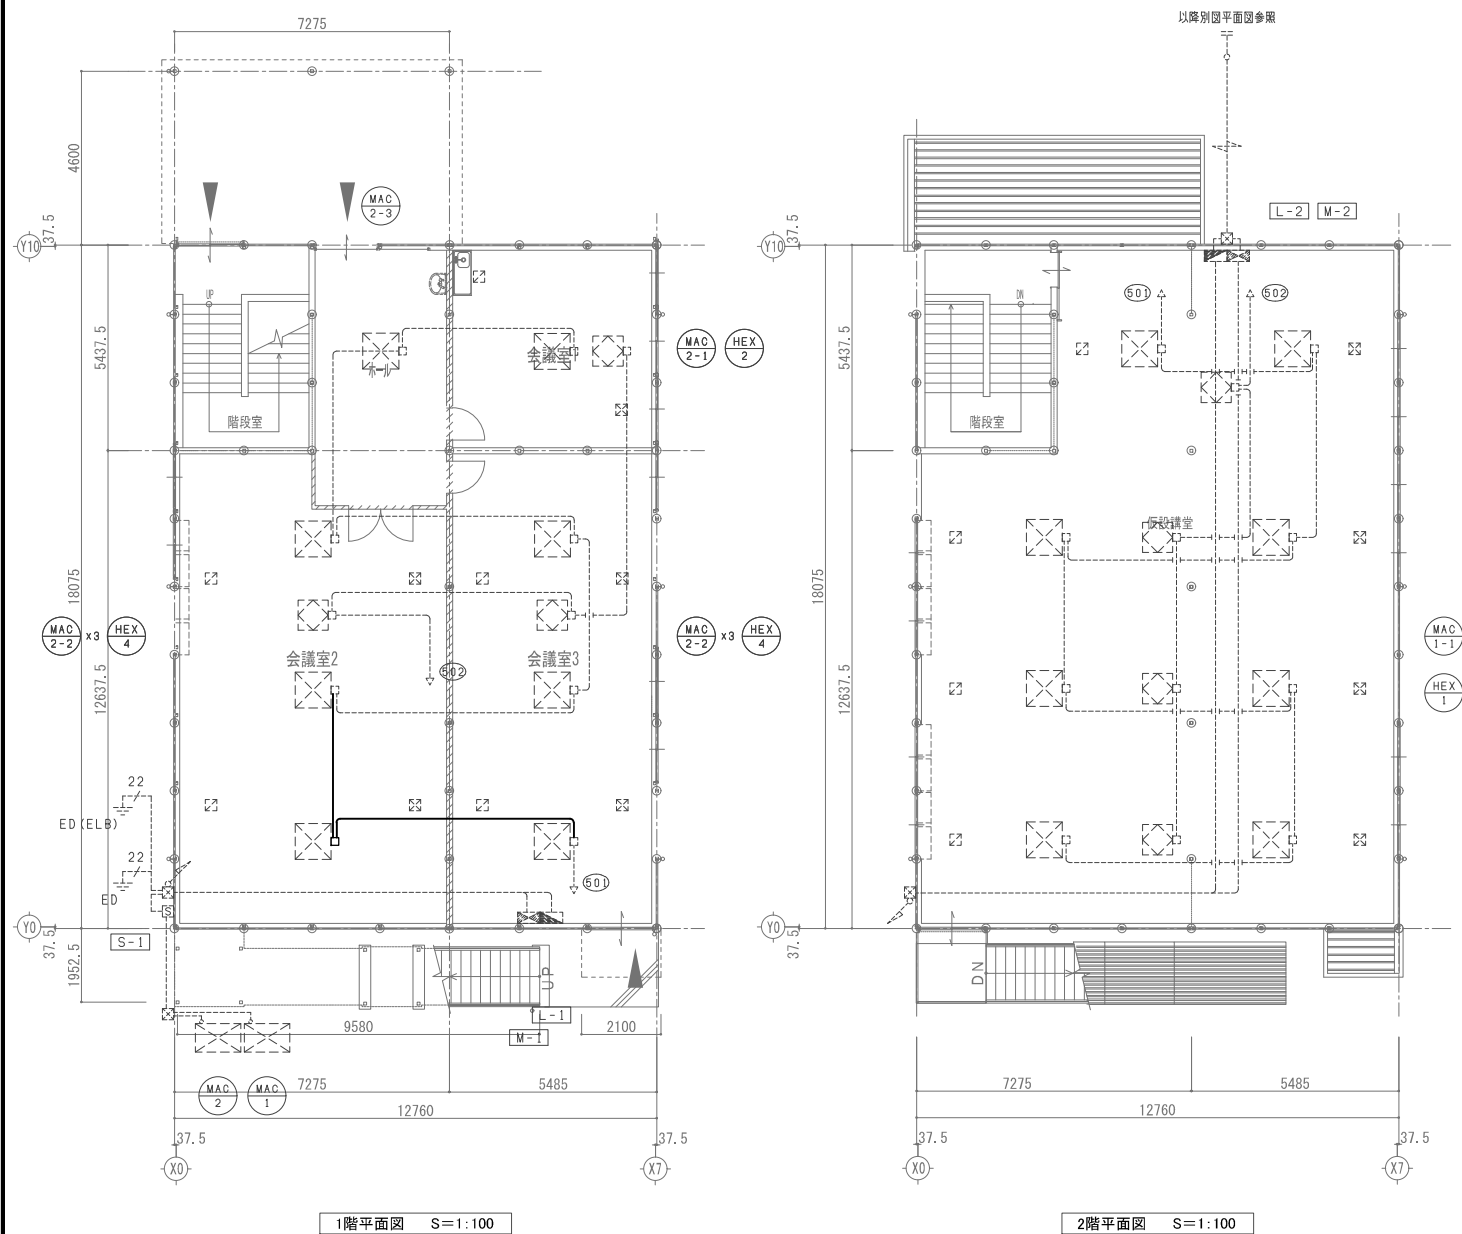 以降別図平面図参照
7275
4600
37.5
Y10
5437.5
18075
12637.5
Y0
37.5
1952.5
MAC 2-3
UP
階段室
ホール
会議室1
MAC 2-1
HEX 2
MAC 2-2
x3
HEX 4
会議室2
会議室3
502
MAC 2-2
x3
HEX 4
22
ED(ELB)
22
ED
S
S-1
501
UP
L-1
M-1
9580
2100
MAC 2
MAC 1
7275
5485
12760
37.5
37.5
X0
X7
1階平面図 S=1:100
L-2
M-2
Y10
37.5
5437.5
18075
12637.5
Y0
37.5
501
502
DN
階段室
仮設講堂
MAC 1-1
HEX 1
DN
7275
5485
12760
37.5
37.5
X0
X7
2階平面図 S=1:100